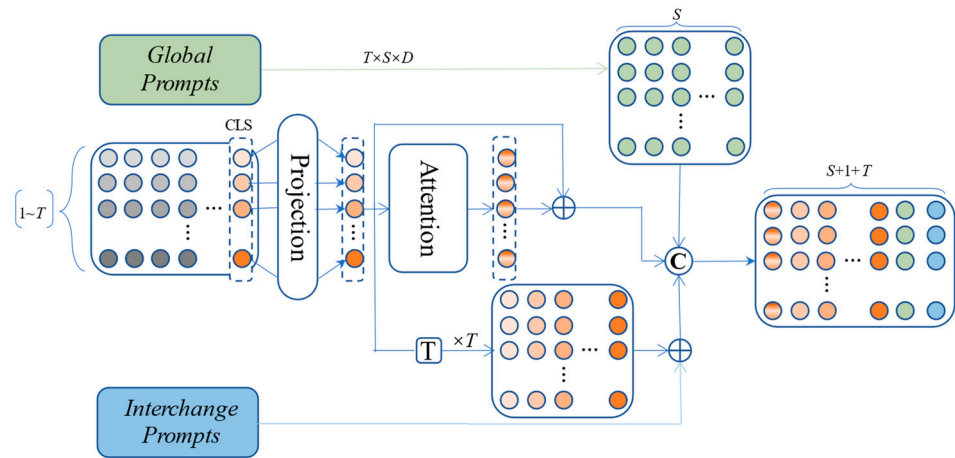 S
Global
Prompts
T×S×D
CLS
Projection
Attention
1~T
...
S+1+T
C
T
×T
Interchange
Prompts